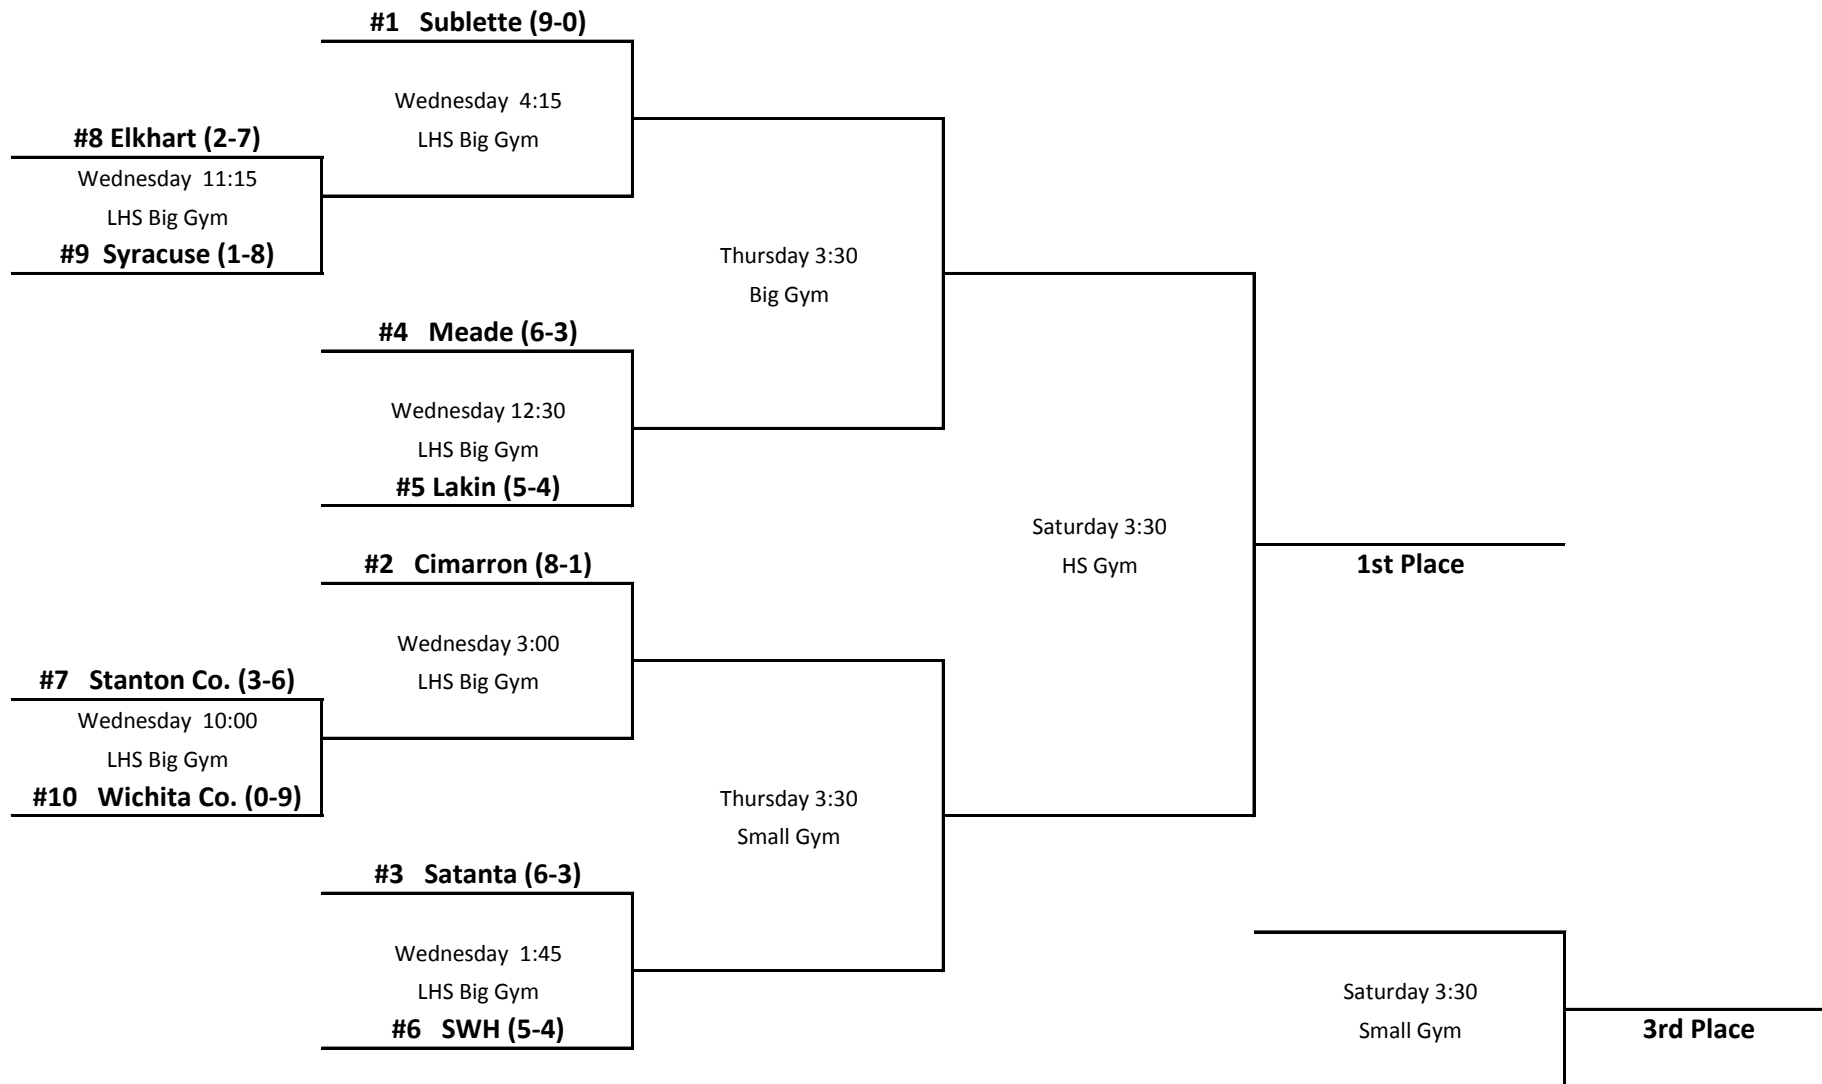 #1 Sublette (9-0)
Wednesday 4:15
LHS Big Gym
#8 Elkhart (2-7)
Wednesday 11:15
LHS Big Gym
#9 Syracuse (1-8)
Thursday 3:30
Big Gym
#4 Meade (6-3)
Wednesday 12:30
LHS Big Gym
#5 Lakin (5-4)
Saturday 3:30
HS Gym
1st Place
#2 Cimarron (8-1)
Wednesday 3:00
LHS Big Gym
#7 Stanton Co. (3-6)
Wednesday 10:00
LHS Big Gym
#10 Wichita Co. (0-9)
Thursday 3:30
Small Gym
#3 Satanta (6-3)
Wednesday 1:45
LHS Big Gym
#6 SWH (5-4)
Saturday 3:30
Small Gym
3rd Place